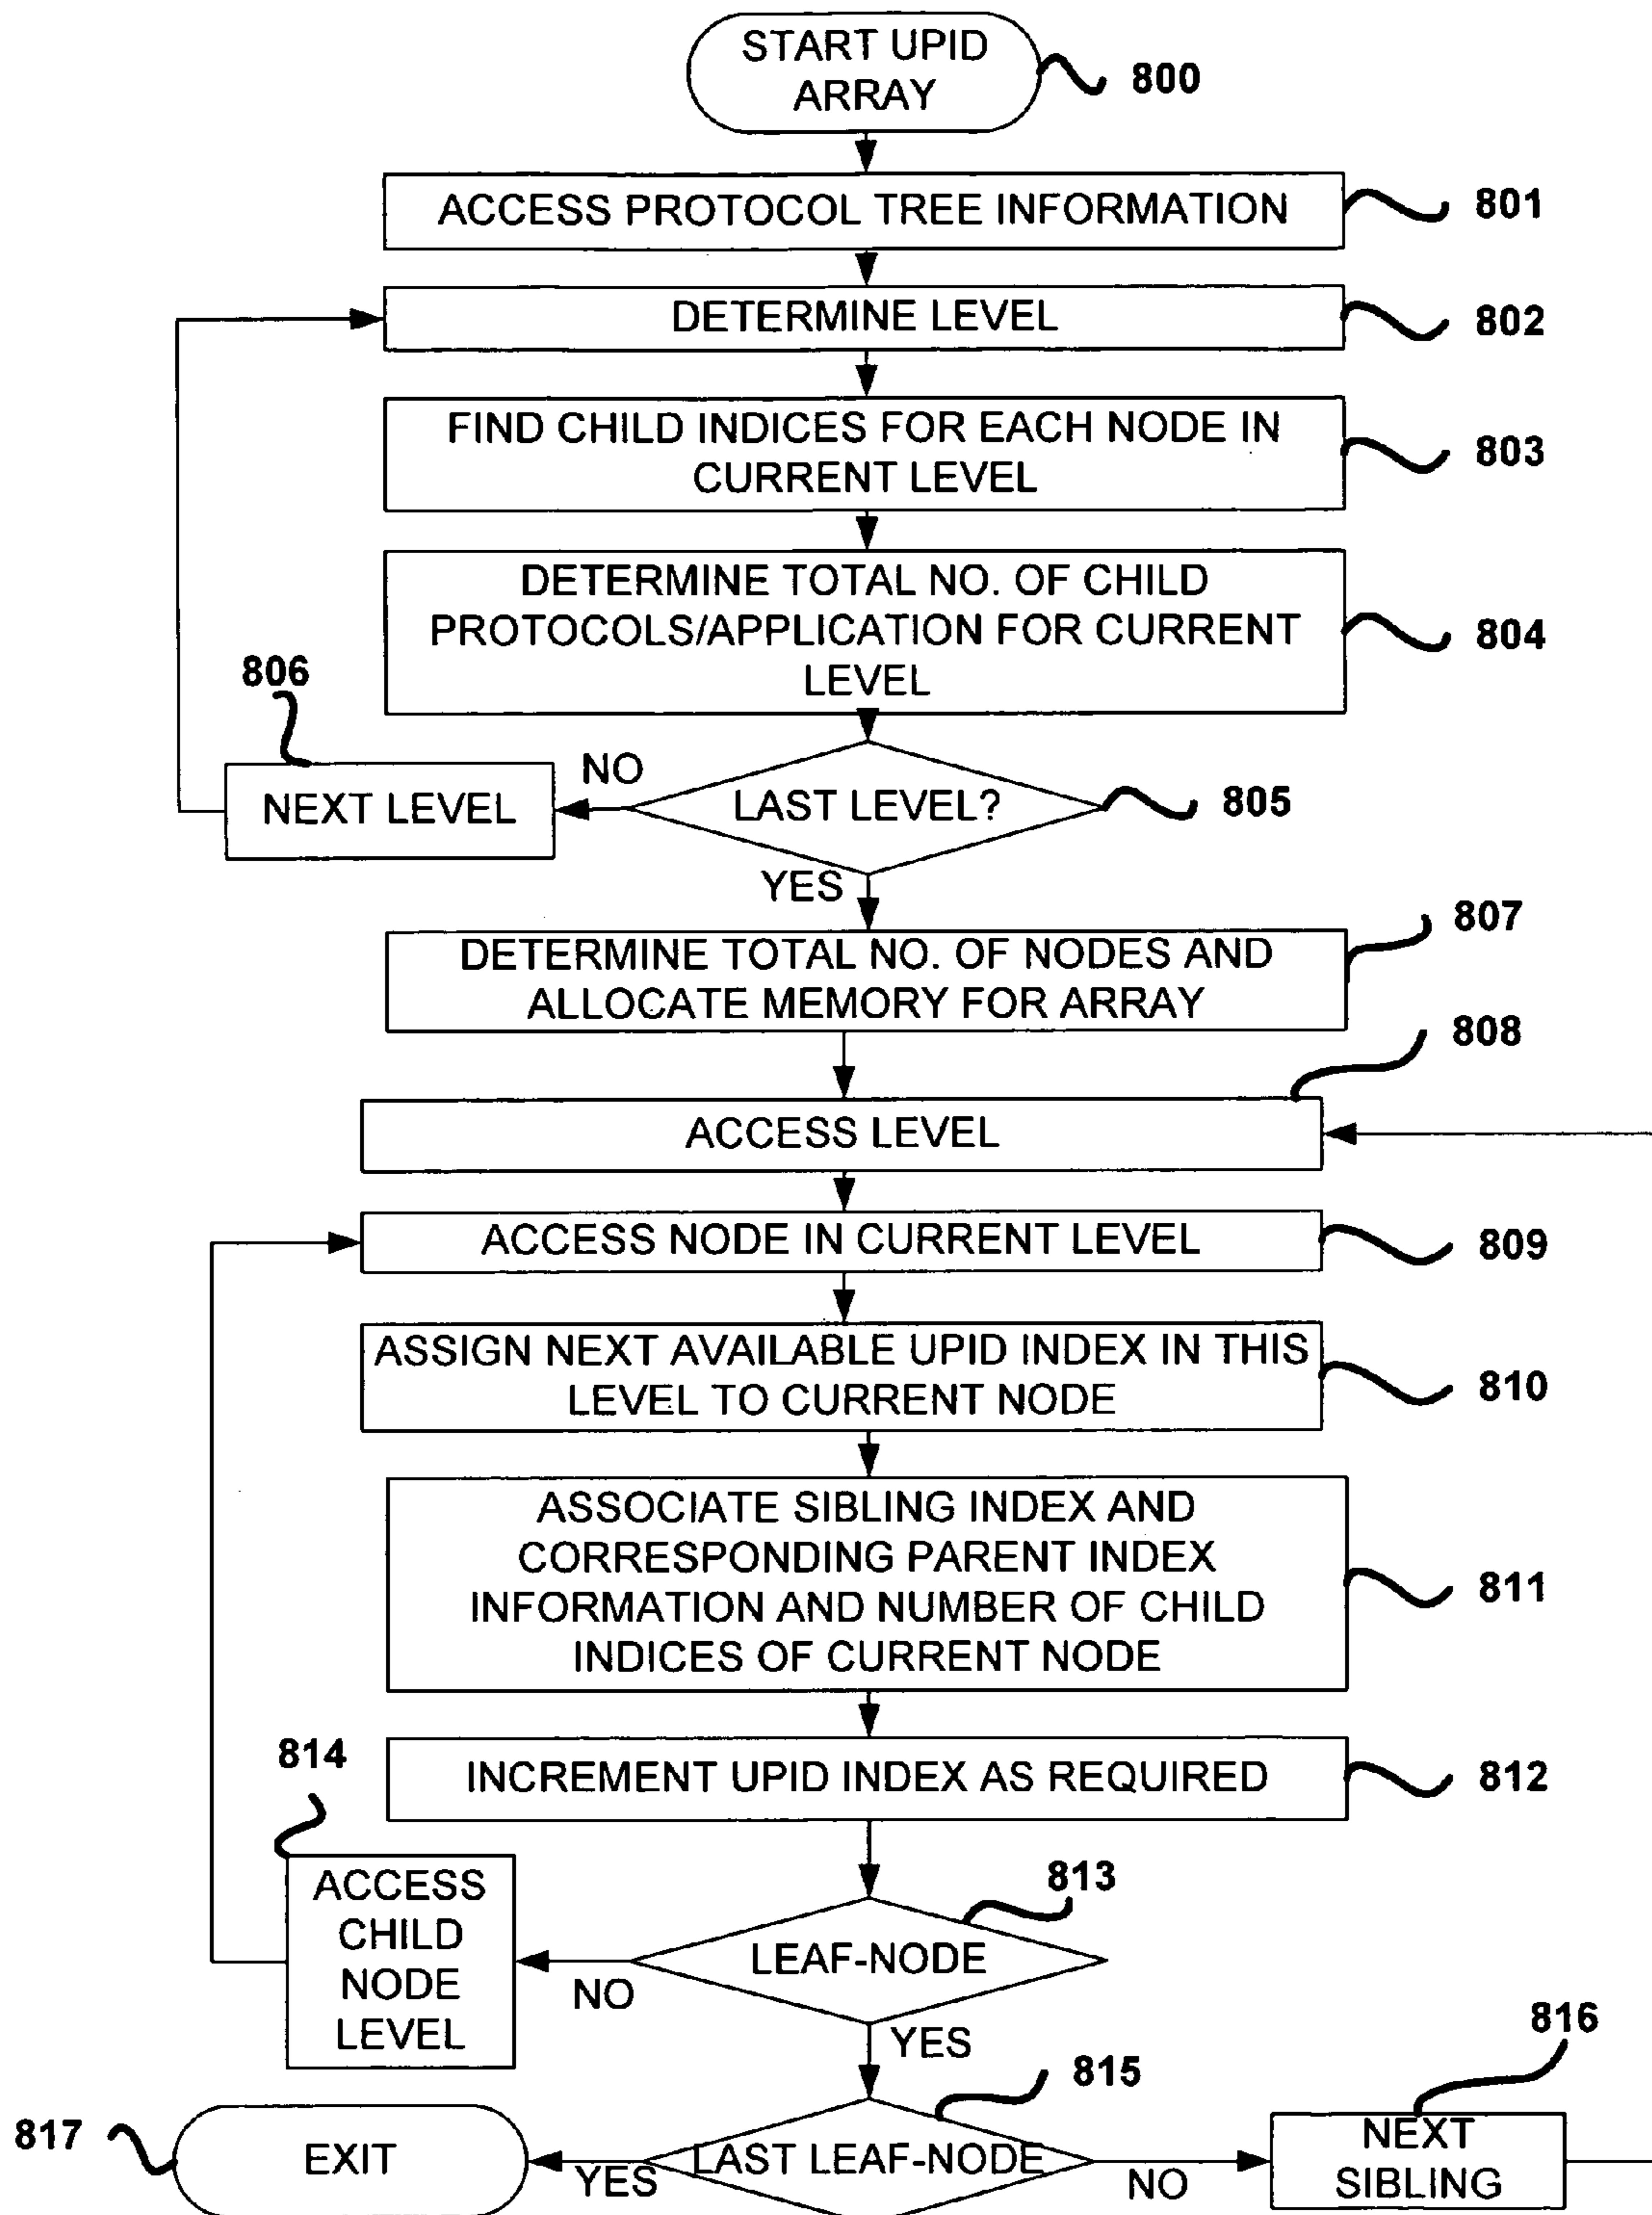 START UPID
ARRAY
800
ACCESS PROTOCOL TREE INFORMATION
801
DETERMINE LEVEL
802
FIND CHILD INDICES FOR EACH NODE IN
CURRENT LEVEL
803
DETERMINE TOTAL NO. OF CHILD
PROTOCOLS/APPLICATION FOR CURRENT
LEVEL
804
806
NEXT LEVEL
NO
LAST LEVEL?
805
YES
DETERMINE TOTAL NO. OF NODES AND
ALLOCATE MEMORY FOR ARRAY
807
808
ACCESS LEVEL
ACCESS NODE IN CURRENT LEVEL
809
ASSIGN NEXT AVAILABLE UPID INDEX IN THIS
LEVEL TO CURRENT NODE
810
ASSOCIATE SIBLING INDEX AND
CORRESPONDING PARENT INDEX
INFORMATION AND NUMBER OF CHILD
INDICES OF CURRENT NODE
811
INCREMENT UPID INDEX AS REQUIRED
812
814
ACCESS
CHILD
NODE
LEVEL
NO
LEAF-NODE
813
YES
815
816
817
EXIT
YES
LAST LEAF-NODE
NO
NEXT
SIBLING